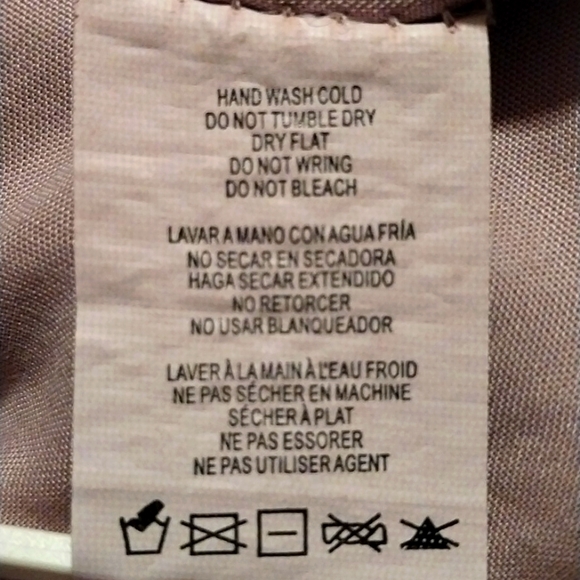 HAND WASH COLD
DO NOT TUMBLE DRY
DRY FLAT
DO NOT WRING
DO NOT BLEACH
LAVAR A MANO CON AGUA FRÍA
NO SECAR EN SECADORA
HAGA SECAR EXTENDIDO
NO RETORCER
NO USAR BLANQUEADOR
LAVER À LA MAIN À L'EAU FROID
NE PAS SÉCHER EN MACHINE
SÉCHER À PLAT
NE PAS ESSORER
NE PAS UTILISER AGENT